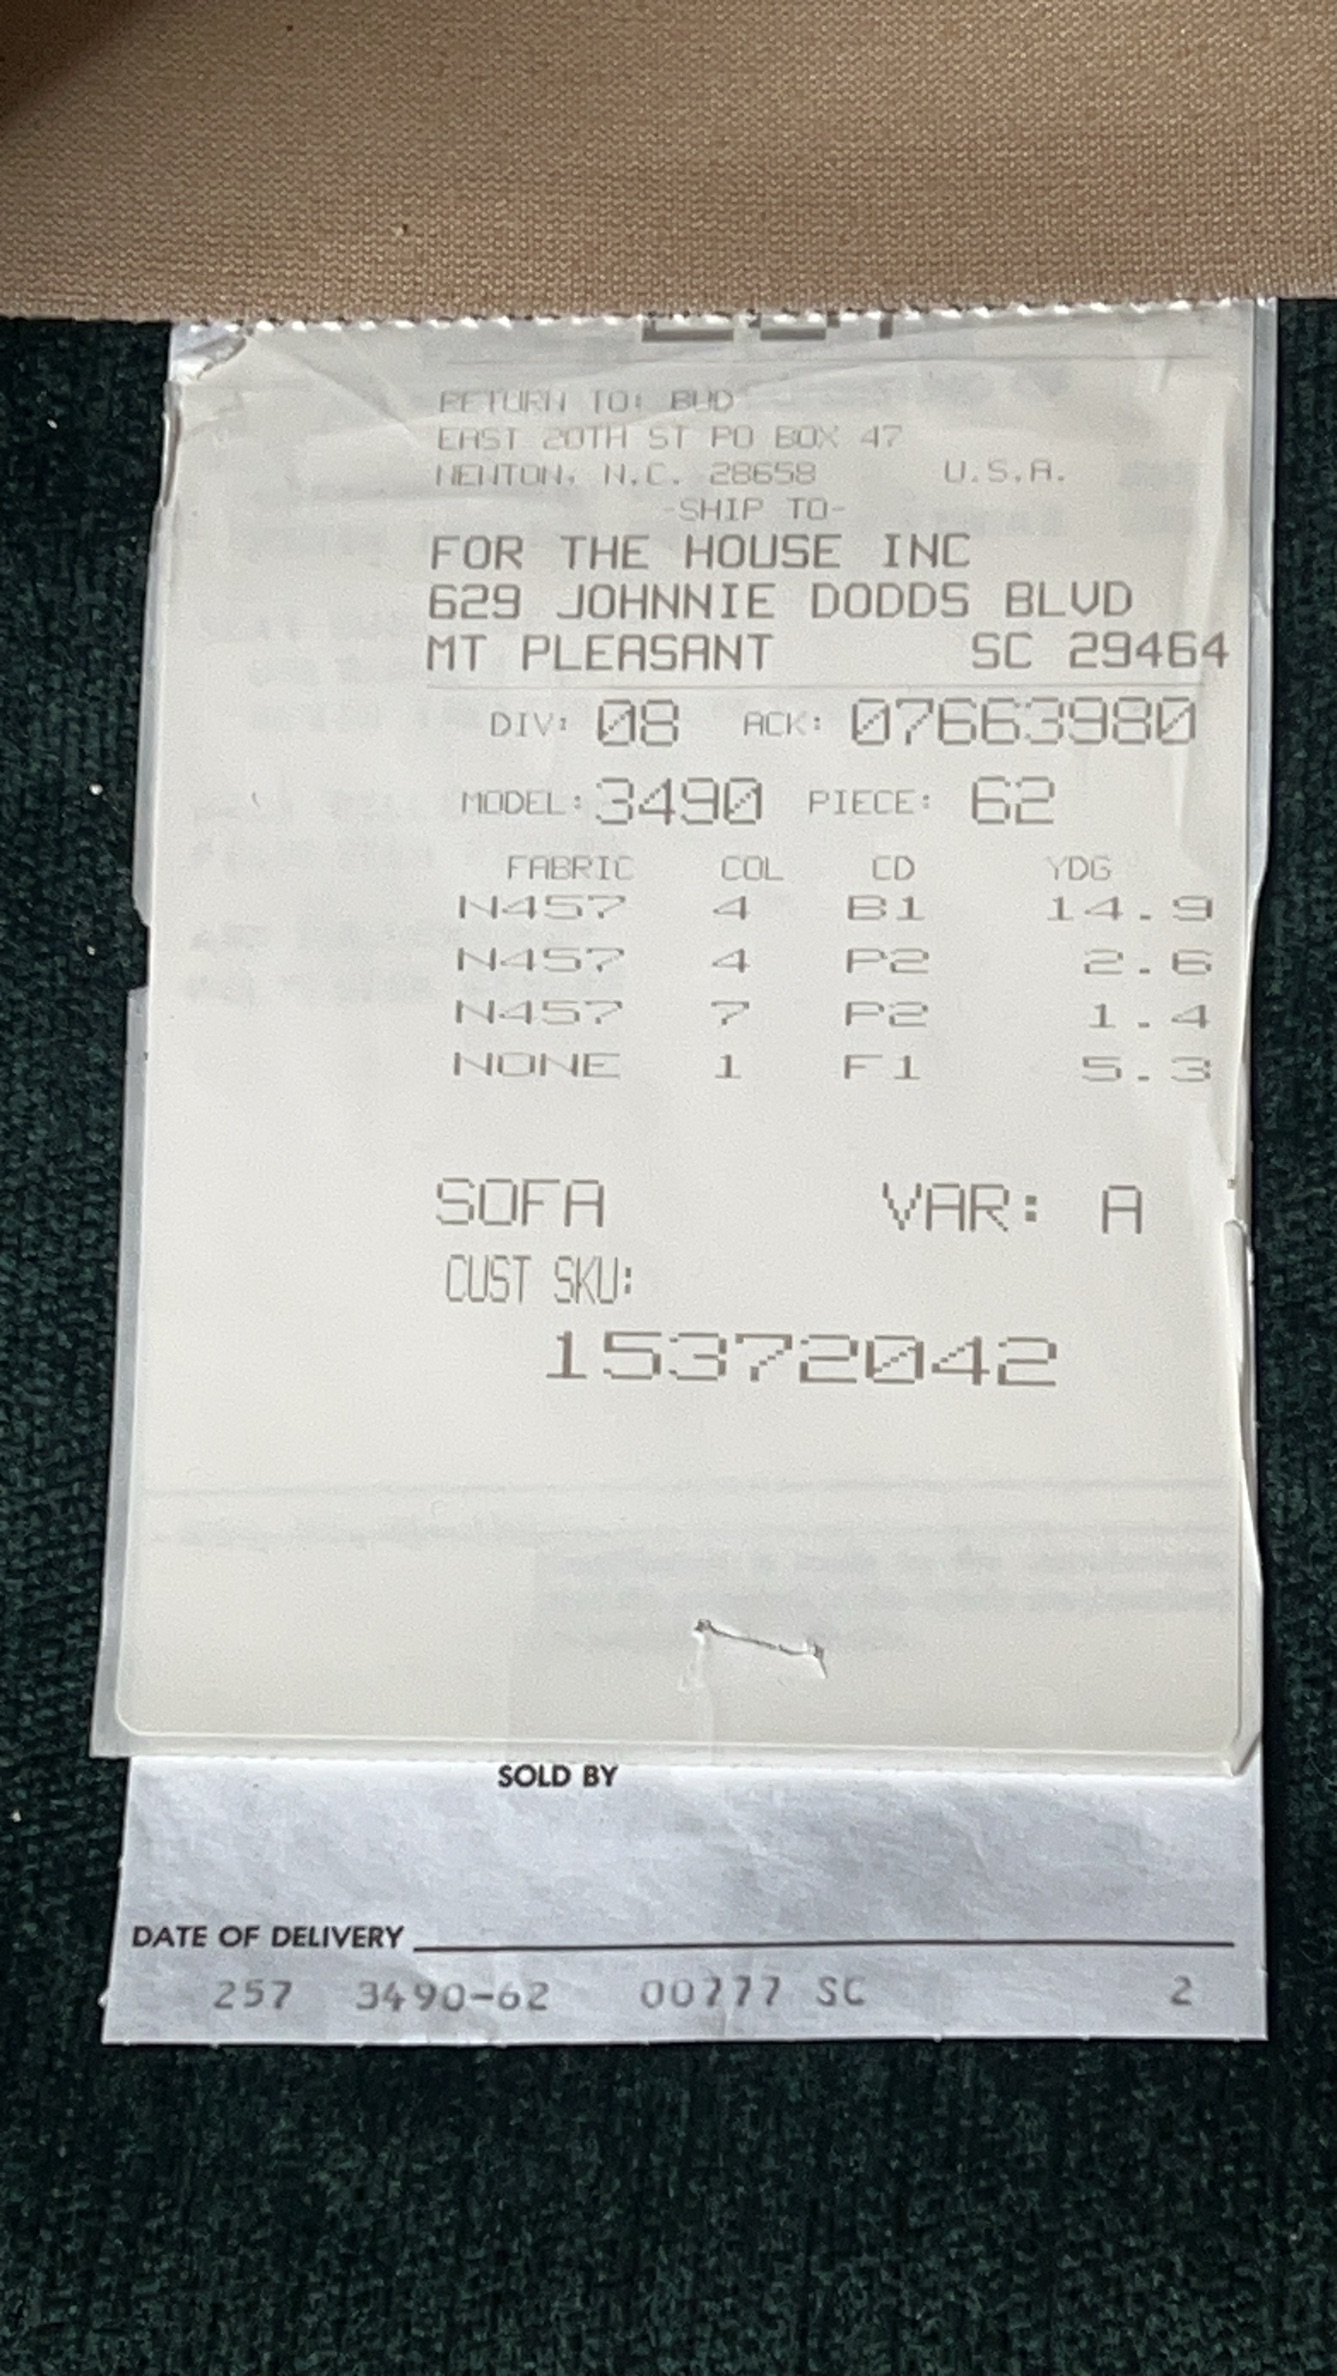 RETURN TO: BUD
EAST 20TH ST PO BOX 47
NEWTON, N.C. 28658 U.S.A.
-SHIP TO-
FOR THE HOUSE INC
629 JOHNNIE DODDS BLVD
MT PLEASANT SC 29464
DIV: 08 ACK: 07663980
MODEL: 3490 PIECE: 62
FABRIC COL CD YDG
N457 4 B1 14.9
N457 4 P2 2.6
N457 7 P2 1.4
NONE 1 F1 5.3
SOFA VAR: A
CUST SKU:
15372042
SOLD BY
DATE OF DELIVERY
257 3490-62 00777 SC 2